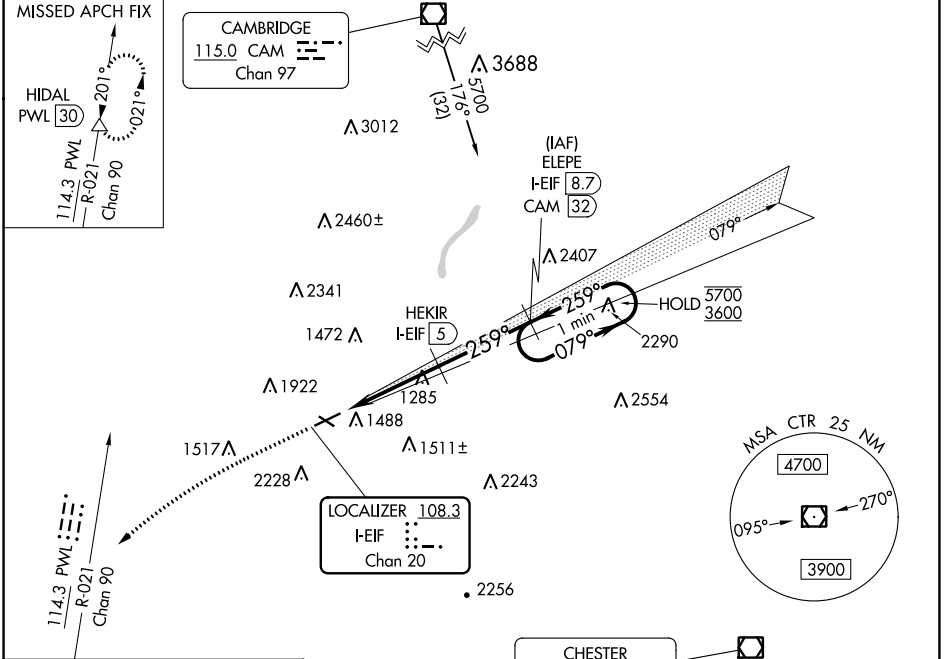 MISSED APCH FIX
201°
021°
HIDAL
PWL 30
114.3 PWL
R-021
Chan 90
CAMBRIDGE
115.0 CAM
Chan 97
3688
5700
176°
(32)
3012
(IAF)
ELEPE
I-EIF 8.7
CAM 32
2460±
2407
079°
2341
HEKIR
I-EIF 5
259°
259°
1 min
079°
HOLD
5700
3600
2290
1472
1922
1285
1488
2554
1517
1511±
2228
2243
LOCALIZER 108.3
I-EIF
Chan 20
2256
MSA CTR 25 NM
4700
095°
270°
3900
114.3 PWL
R-021
Chan 90
CHESTER